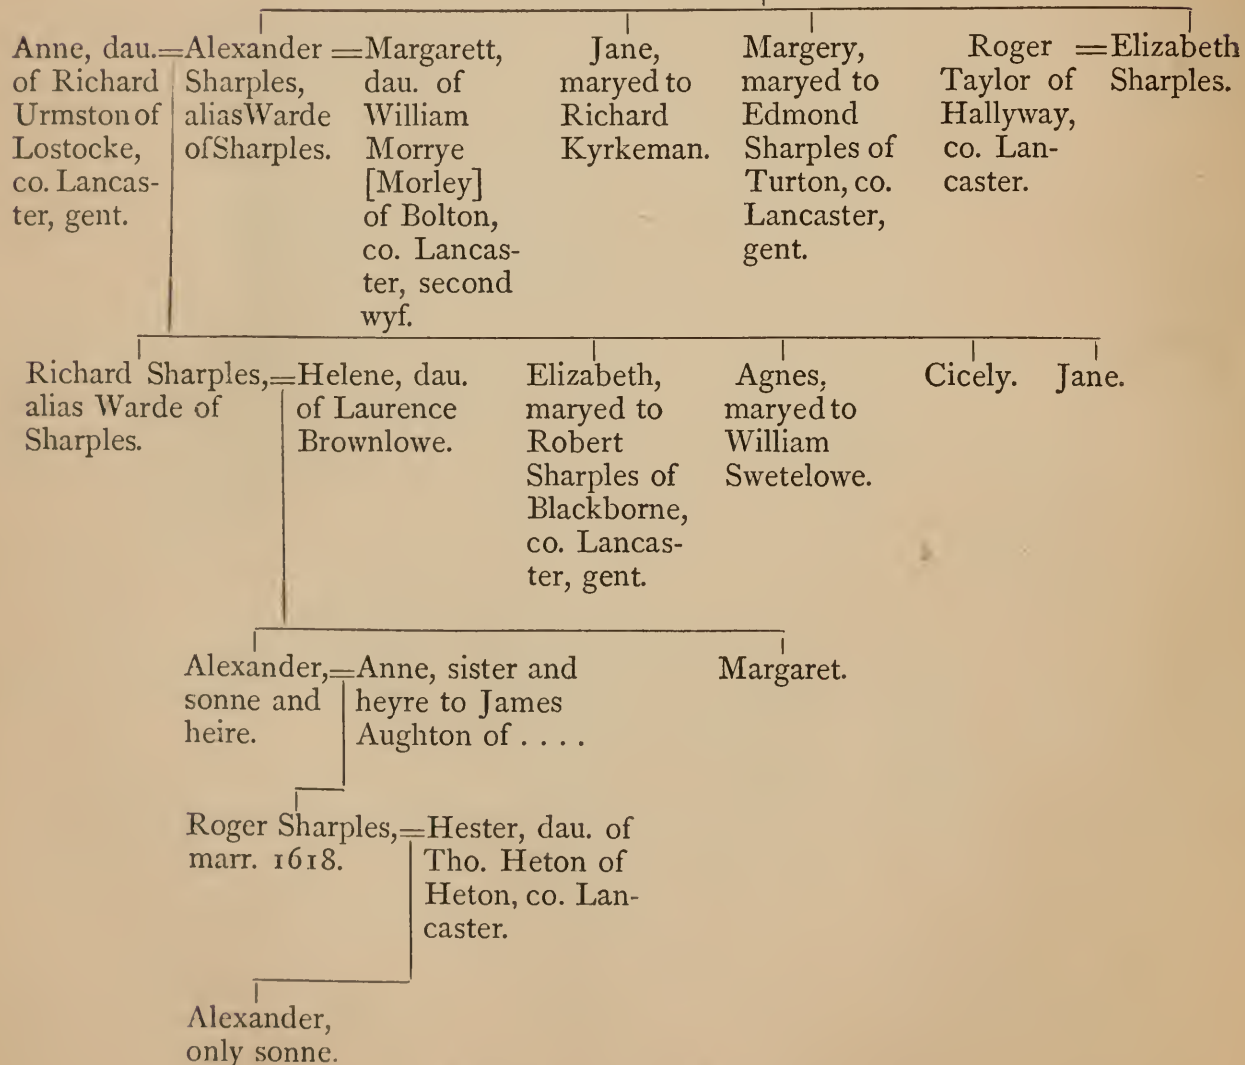 Anne, dau.=Alexander =Margarett,
of Richard Sharples, dau. of
Urmston of alias Warde William
Lostocke, of Sharples. Morrye
co. Lancas- [Morley]
ter, gent. of Bolton,
co. Lancas-
ter, second
wyf.
Jane,
maryed to
Richard
Kyrkeman.
Margery,
maryed to
Edmond
Sharples of
Turton, co.
Lancaster,
gent.
Roger =Elizabeth
Taylor of Sharples.
Hallyway,
co. Lan-
caster.
Richard Sharples,=Helene, dau.
alias Warde of of Laurence
Sharples. Brownlowe.
Elizabeth,
maryed to
Robert
Sharples of
Blackborne,
co. Lancas-
ter, gent.
Agnes,
maryed to
William
Swetelowe.
Cicely.
Jane.
Alexander,=Anne, sister and
sonne and heyre to James
heire. Aughton of . . . .
Margaret.
Roger Sharples,=Hester, dau. of
marr. 1618. Tho. Heton of
Heton, co. Lan-
caster.
Alexander,
only sonne.